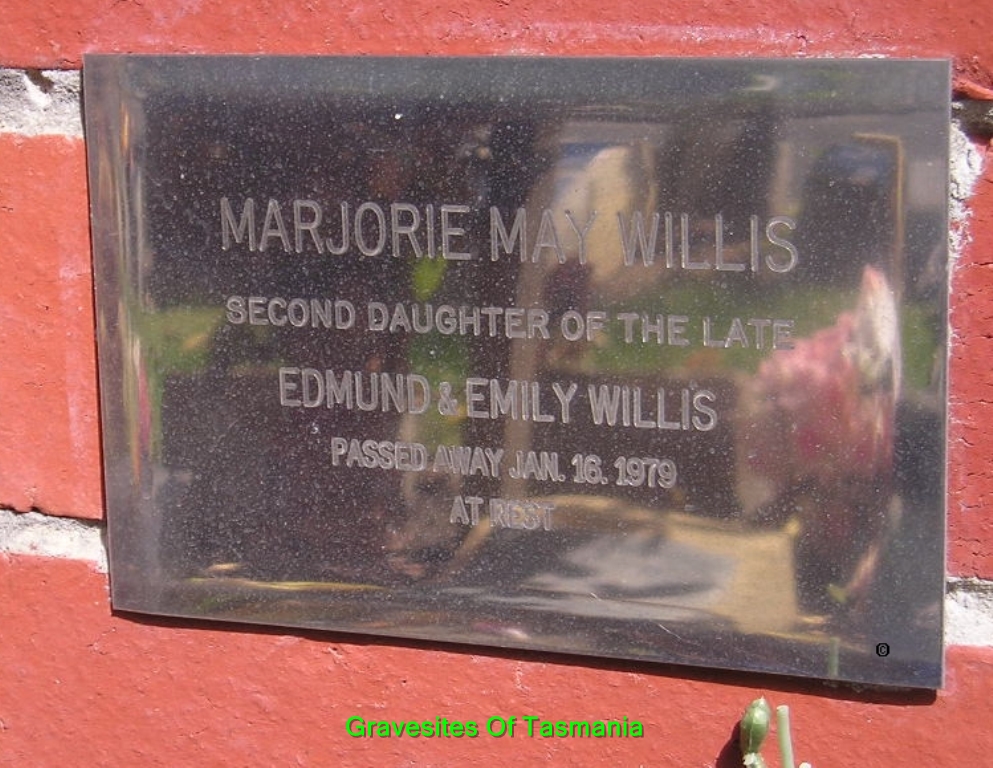 MARJORIE MAY WILLIS
SECOND DAUGHTER OF THE LATE
EDMUND & EMILY WILLIS
PASSED AWAY JAN. 16. 1979
AT REST
©
Gravesites Of Tasmania